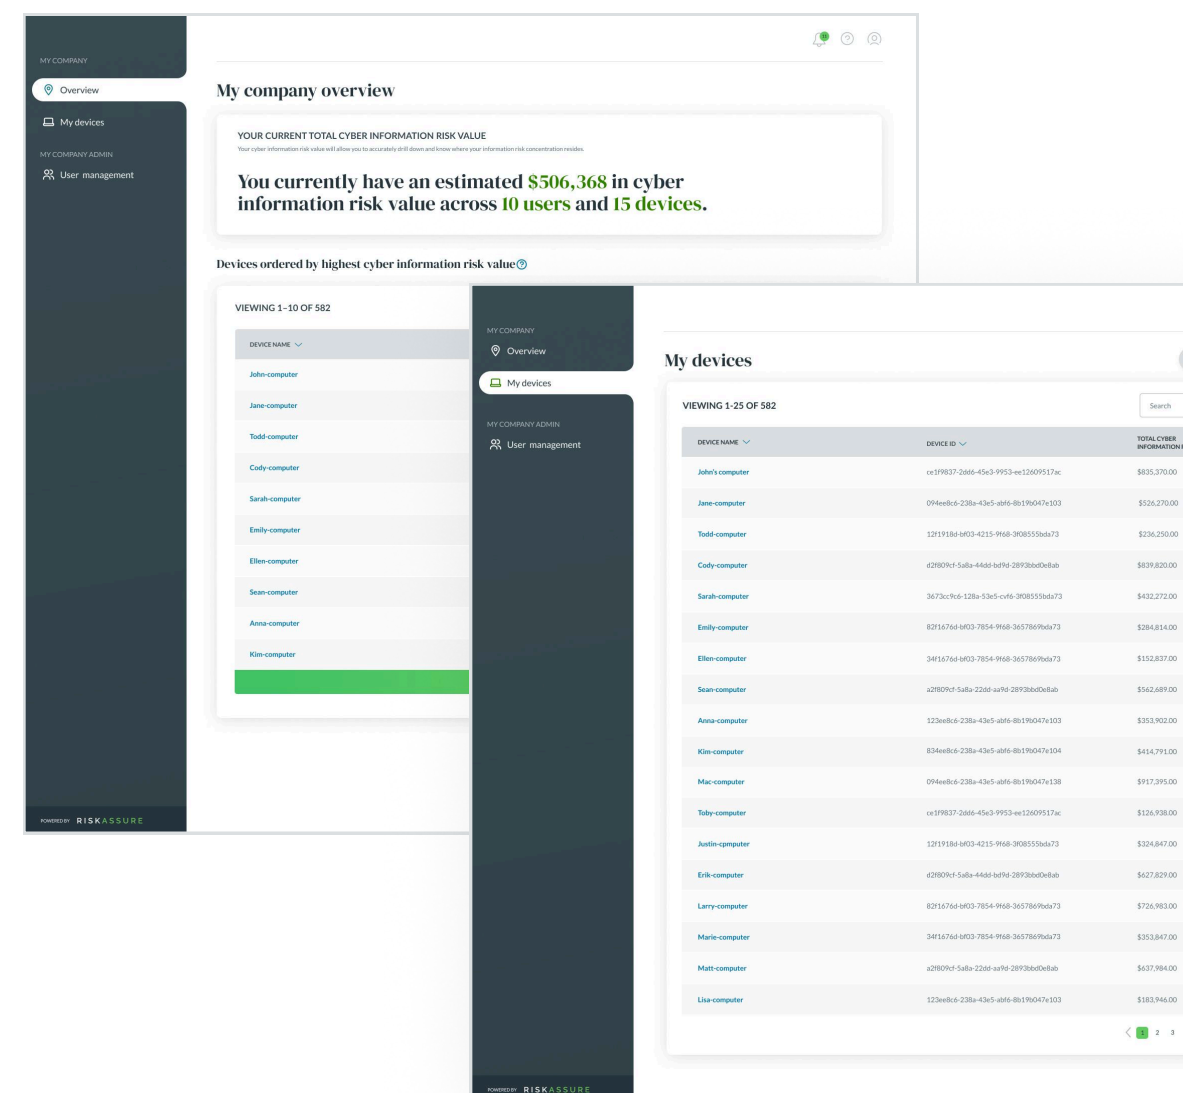 MY COMPANY
Overview
My devices
MY COMPANY ADMIN
User management
POWERED BY RISKASSURE
My company overview
YOUR CURRENT TOTAL CYBER INFORMATION RISK VALUE
Your cyber information risk value will allow you to accurately drill down and know where your information risk concentration resides.
You currently have an estimated $506,368 in cyber
information risk value across 10 users and 15 devices.
Devices ordered by highest cyber information risk value
VIEWING 1–10 OF 582
DEVICE NAME
John-computer
Jane-computer
Todd-computer
Cody-computer
Sarah-computer
Emily-computer
Ellen-computer
Sean-computer
Anna-computer
Kim-computer
MY COMPANY
Overview
My devices
MY COMPANY ADMIN
User management
POWERED BY RISKASSURE
My devices
VIEWING 1-25 OF 582
Search
DEVICE NAME DEVICE ID TOTAL CYBER
INFORMATION
John's computer ce1f9837-2dd6-45e3-9953-ee12609517ac $835,370.00
Jane-computer 094ee8c6-238a-43e5-abf6-8b19b047e103 $526,270.00
Todd-computer 12f1918d-bf03-4215-9f68-3f08555bda73 $236,250.00
Cody-computer d2f809cf-5a8a-44dd-bd9d-2893bbd0e8ab $839,820.00
Sarah-computer 3673cc9c6-128a-53e5-cvf6-3f08555bda73 $432,272.00
Emily-computer 82f1676d-bf03-7854-9f68-3657869bda73 $284,814.00
Ellen-computer 34f1676d-bf03-7854-9f68-3657869bda73 $152,837.00
Sean-computer a2f809cf-5a8a-22dd-aa9d-2893bbd0e8ab $562,689.00
Anna-computer 123ee8c6-238a-43e5-abf6-8b19b047e103 $353,902.00
Kim-computer 834ee8c6-238a-43e5-abf6-8b19b047e104 $414,791.00
Mac-computer 094ee8c6-238a-43e5-abf6-8b19b047e138 $917,395.00
Toby-computer ce1f9837-2dd6-45e3-9953-ee12609517ac $126,938.00
Justin-cpmputer 12f1918d-bf03-4215-9f68-3f08555bda73 $324,847.00
Erik-computer d2f809cf-5a8a-44dd-bd9d-2893bbd0e8ab $627,829.00
Larry-computer 82f1676d-bf03-7854-9f68-3657869bda73 $726,983.00
Marie-computer 34f1676d-bf03-7854-9f68-3657869bda73 $353,847.00
Matt-computer a2f809cf-5a8a-22dd-aa9d-2893bbd0e8ab $637,984.00
Lisa-computer 123ee8c6-238a-43e5-abf6-8b19b047e103 $183,946.00
1 2 3